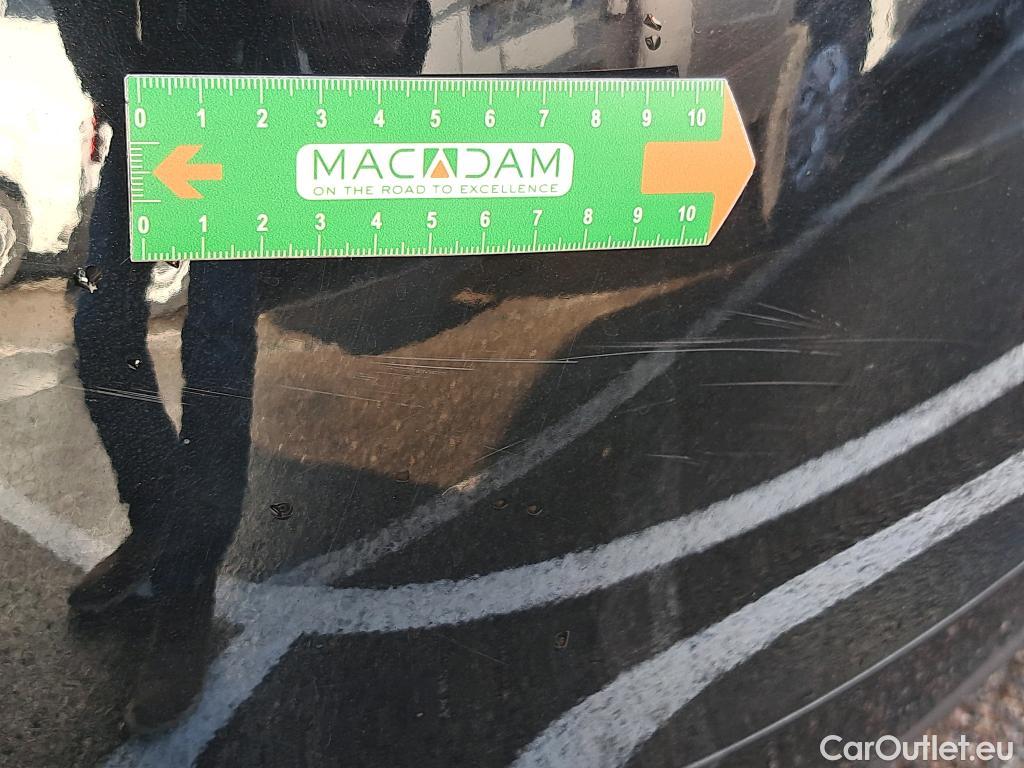 0 1 2 3 4 5 6 7 8 9 10
MACADAM
ON THE ROAD TO EXCELLENCE
0 1 2 3 4 5 6 7 8 9 10
CarOutlet.eu